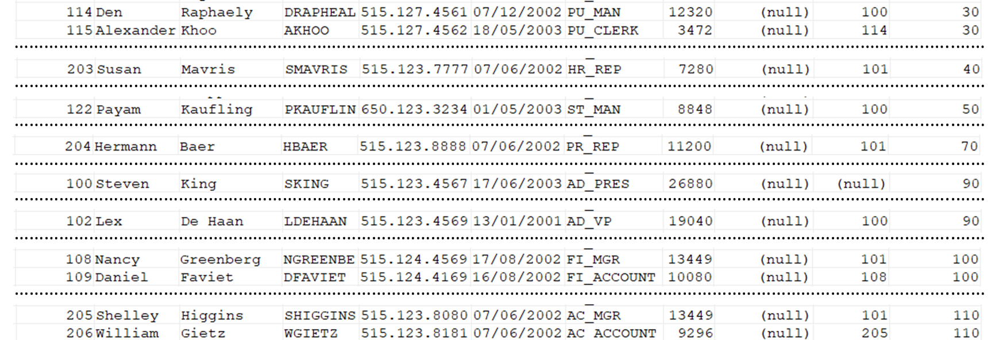 114 Den Raphaely DRAPHEAL 515.127.4561 07/12/2002 PU_MAN 12320 (null) 100 30
115 Alexander Khoo AKHOO 515.127.4562 18/05/2003 PU_CLERK 3472 (null) 114 30
203 Susan Mavris SMAVRIS 515.123.7777 07/06/2002 HR_REP 7280 (null) 101 40
122 Payam Kaufling PKAUFLIN 650.123.3234 01/05/2003 ST_MAN 8848 (null) 100 50
204 Hermann Baer HBAER 515.123.8888 07/06/2002 PR_REP 11200 (null) 101 70
100 Steven King SKING 515.123.4567 17/06/2003 AD_PRES 26880 (null) (null) 90
102 Lex De Haan LDEHAAN 515.123.4569 13/01/2001 AD_VP 19040 (null) 100 90
108 Nancy Greenberg NGREENBE 515.124.4569 17/08/2002 FI_MGR 13449 (null) 101 100
109 Daniel Faviet DFAVIET 515.124.4169 16/08/2002 FI_ACCOUNT 10080 (null) 108 100
205 Shelley Higgins SHIGGINS 515.123.8080 07/06/2002 AC_MGR 13449 (null) 101 110
206 William Gietz WGIETZ 515.123.8181 07/06/2002 AC ACCOUNT 9296 (null) 205 110